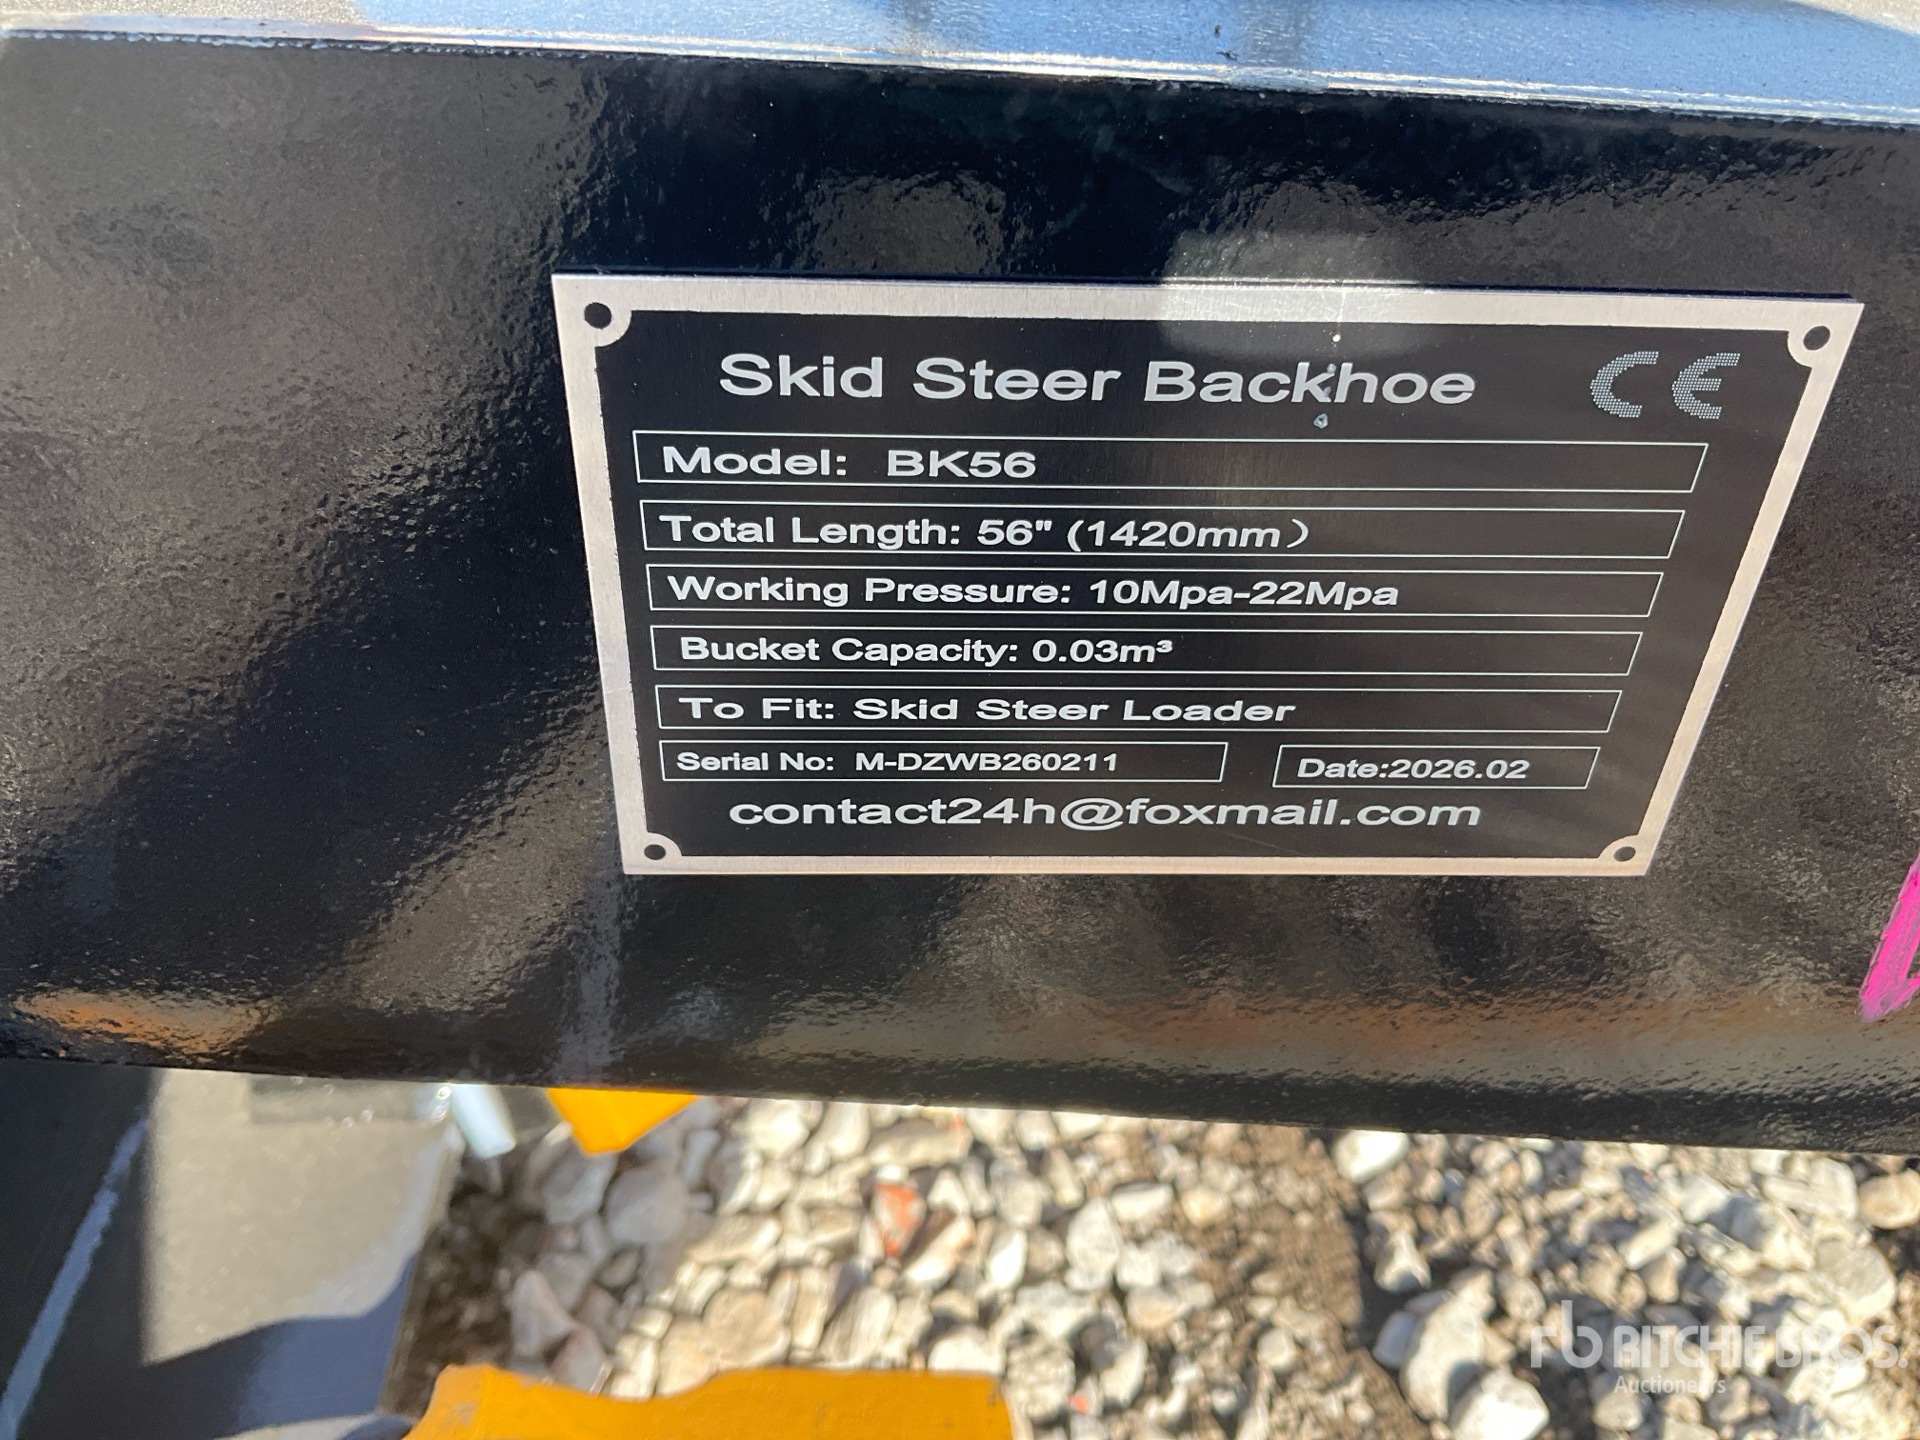 Skid Steer Backhoe CE
Model: BK56
Total Length: 56" (1420mm）
Working Pressure: 10Mpa-22Mpa
Bucket Capacity: 0.03m³
To Fit: Skid Steer Loader
Serial No: M-DZWB260211 Date:2026.02
contact24h@foxmail.com
rb RITCHIE BROS.
Auctioneers